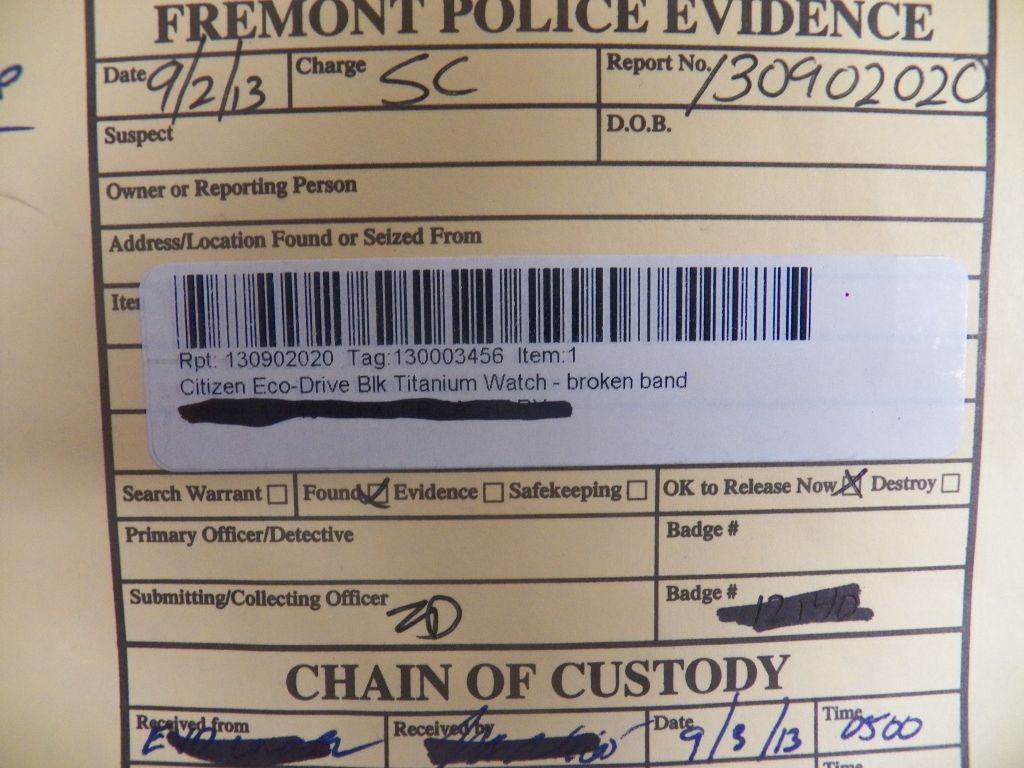 FREMONT POLICE EVIDENCE
Date 9/2/13 Charge SC Report No. 130902020
Suspect D.O.B.
Owner or Reporting Person
Address/Location Found or Seized From
Rpt: 130902020 Tag:130003456 Item:1
Citizen Eco-Drive Blk Titanium Watch - broken band
Search Warrant Found Evidence Safekeeping OK to Release Now Destroy
Primary Officer/Detective Badge #
Submitting/Collecting Officer Badge #
CHAIN OF CUSTODY
Received from Received by Date 9/3/13 Time 0500
Time